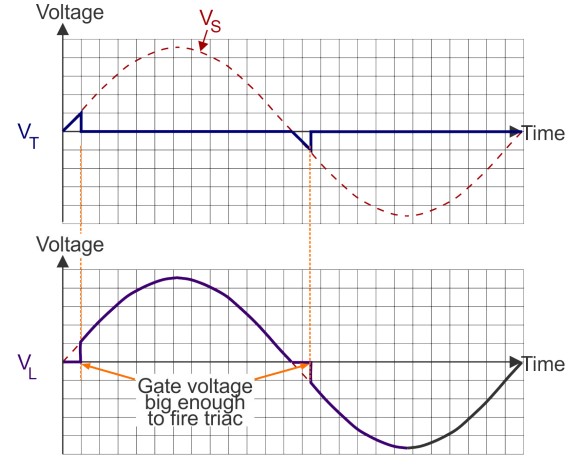 Voltage
VS
VT
Time
Voltage
VL
Time
Gate voltage
big enough
to fire triac